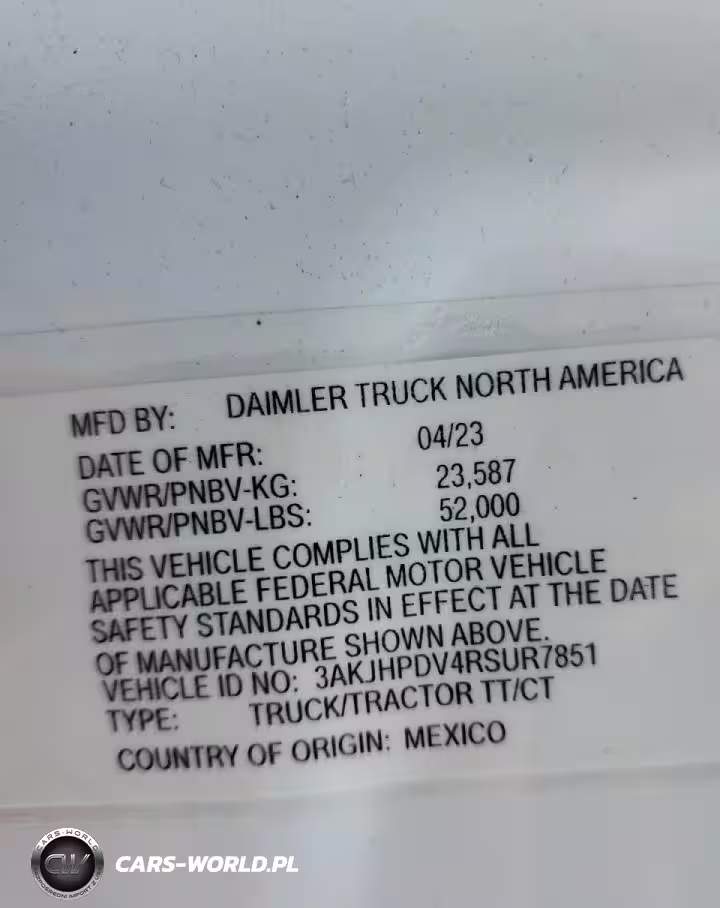 MFD BY: DAIMLER TRUCK NORTH AMERICA
DATE OF MFR: 04/23
GVWR/PNBV-KG: 23,587
GVWR/PNBV-LBS: 52,000
THIS VEHICLE COMPLIES WITH ALL
APPLICABLE FEDERAL MOTOR VEHICLE
SAFETY STANDARDS IN EFFECT AT THE DATE
OF MANUFACTURE SHOWN ABOVE.
VEHICLE ID NO: 3AKJHPDV4RSUR7851
TYPE: TRUCK/TRACTOR TT/CT
COUNTRY OF ORIGIN: MEXICO
CARS-WORLD
CW
CARS-WORLD.PL